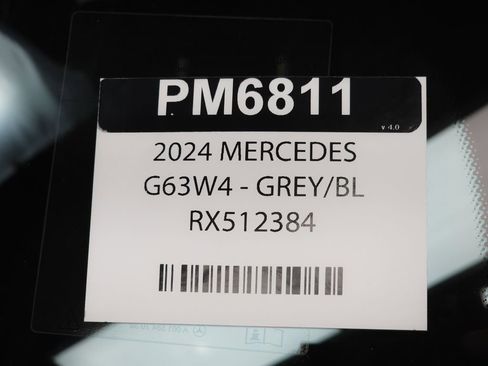 PM6811
v 4.0
2024 MERCEDES
G63W4 - GREY/BL
RX512384